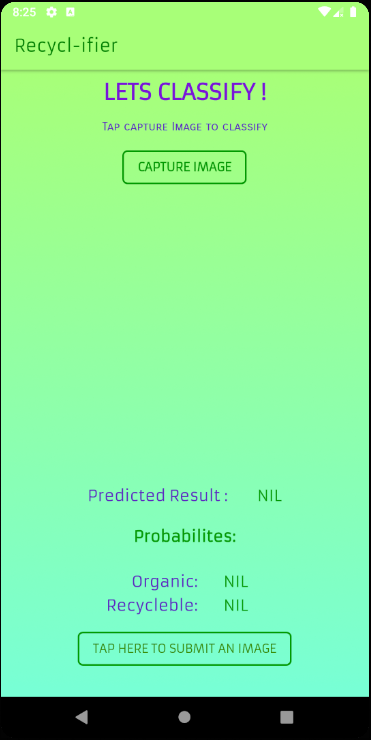 8:25
Recycl-ifier
LETS CLASSIFY !
Tap capture Image to classify
CAPTURE IMAGE
Predicted Result : NIL
Probabilites:
Organic: NIL
Recycleble: NIL
TAP HERE TO SUBMIT AN IMAGE